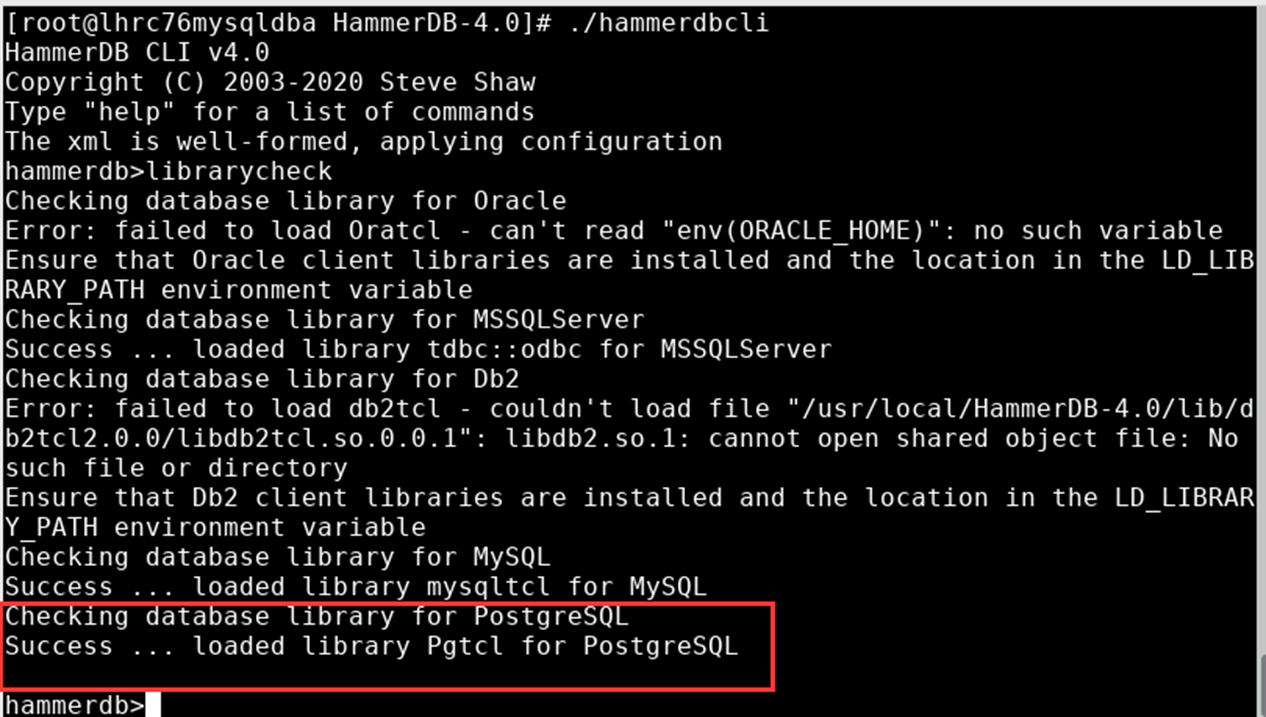 [root@lhrc76mysqldba HammerDB-4.0]# ./hammerdbcli
HammerDB CLI v4.0
Copyright (C) 2003-2020 Steve Shaw
Type "help" for a list of commands
The xml is well-formed, applying configuration
hammerdb>librarycheck
Checking database library for Oracle
Error: failed to load Oratcl - can't read "env(ORACLE_HOME)": no such variable
Ensure that Oracle client libraries are installed and the location in the LD_LIB
RARY_PATH environment variable
Checking database library for MSSQLServer
Success ... loaded library tdbc::odbc for MSSQLServer
Checking database library for Db2
Error: failed to load db2tcl - couldn't load file "/usr/local/HammerDB-4.0/lib/d
b2tcl2.0.0/libdb2tcl.so.0.0.1": libdb2.so.1: cannot open shared object file: No
such file or directory
Ensure that Db2 client libraries are installed and the location in the LD_LIBRAR
Y_PATH environment variable
Checking database library for MySQL
Success ... loaded library mysqltcl for MySQL
Checking database library for PostgreSQL
Success ... loaded library Pgtcl for PostgreSQL
hammerdb>